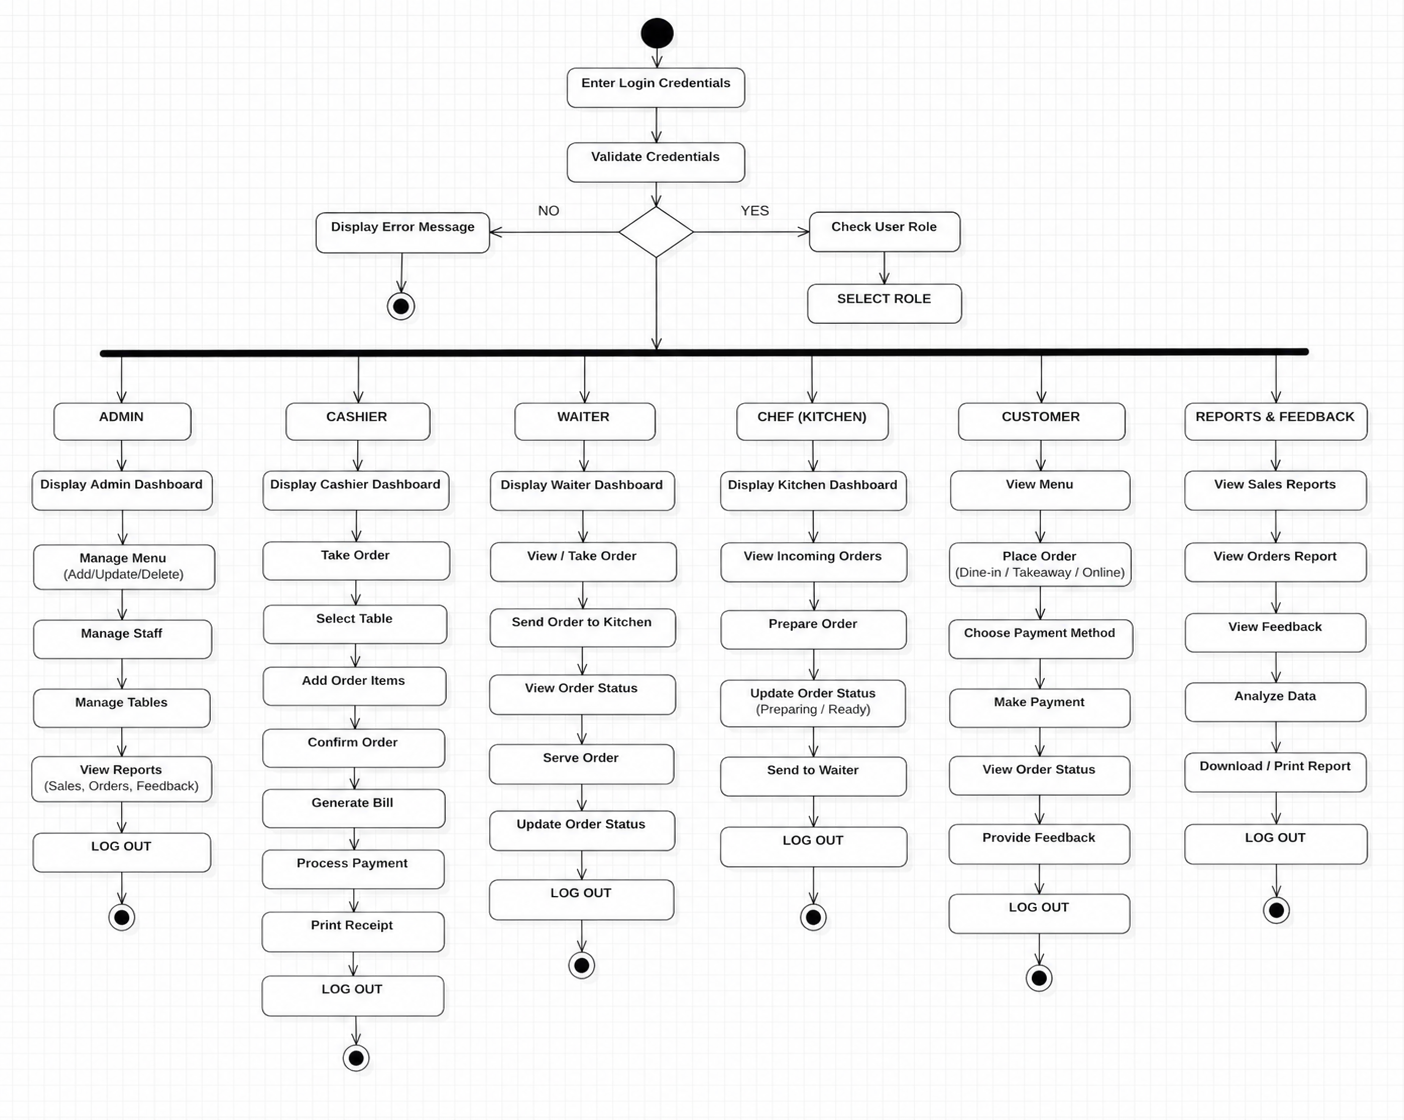 Enter Login Credentials
Validate Credentials
NO
YES
Display Error Message
Check User Role
SELECT ROLE
ADMIN
Display Admin Dashboard
Manage Menu
(Add/Update/Delete)
Manage Staff
Manage Tables
View Reports
(Sales, Orders, Feedback)
LOG OUT
CASHIER
Display Cashier Dashboard
Take Order
Select Table
Add Order Items
Confirm Order
Generate Bill
Process Payment
Print Receipt
LOG OUT
WAITER
Display Waiter Dashboard
View / Take Order
Send Order to Kitchen
View Order Status
Serve Order
Update Order Status
LOG OUT
CHEF (KITCHEN)
Display Kitchen Dashboard
View Incoming Orders
Prepare Order
Update Order Status
(Preparing / Ready)
Send to Waiter
LOG OUT
CUSTOMER
View Menu
Place Order
(Dine-in / Takeaway / Online)
Choose Payment Method
Make Payment
View Order Status
Provide Feedback
LOG OUT
REPORTS & FEEDBACK
View Sales Reports
View Orders Report
View Feedback
Analyze Data
Download / Print Report
LOG OUT